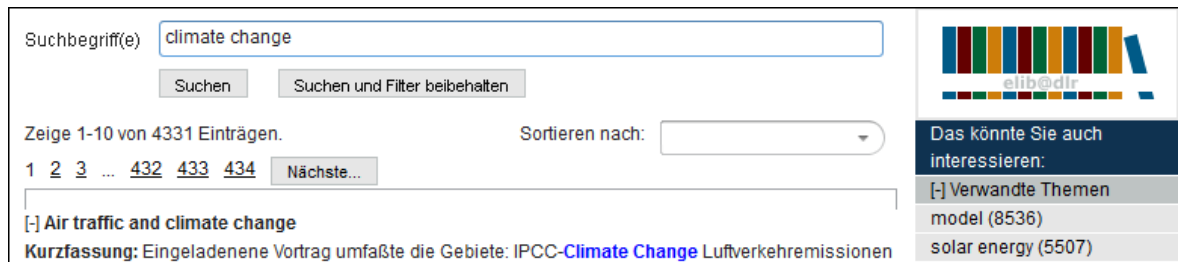 Suchbegriff(e) climate change
Suchen Suchen und Filter beibehalten
Zeige 1-10 von 4331 Einträgen. Sortieren nach:
1 2 3 ... 432 433 434 Nächste...
[-] Air traffic and climate change
Kurzfassung: Eingeladenene Vortrag umfaßte die Gebiete: IPCC-Climate Change Luftverkehremissionen
elib@dlr
Das könnte Sie auch
interessieren:
[-] Verwandte Themen
model (8536)
solar energy (5507)